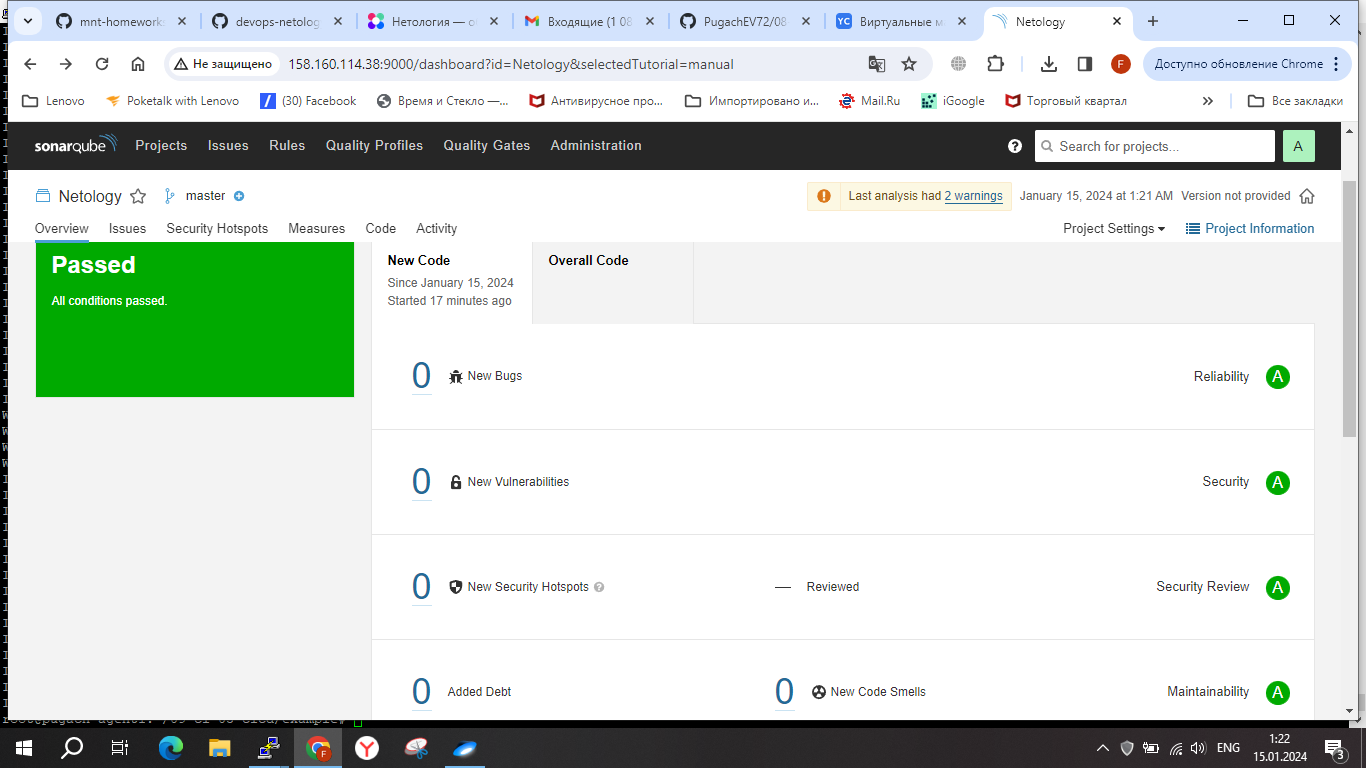 mnt-homework
devops-netolog
Нетология — о
Входящие (1 08
PugachEV72/08-
Виртуальные м
Netology
Не защищено
158.160.114.38:9000/dashboard?id=Netology&selectedTutorial=manual
Доступно обновление Chrome
Lenovo
Poketalk with Lenovo
(30) Facebook
Время и Стекло —...
Антивирусное про...
Импортировано и...
Mail.Ru
iGoogle
Торговый квартал
»
Все закладки
sonarqube
Projects
Issues
Rules
Quality Profiles
Quality Gates
Administration
Search for projects...
A
Netology
master
Last analysis had 2 warnings
January 15, 2024 at 1:21 AM
Version not provided
Overview
Issues
Security Hotspots
Measures
Code
Activity
Project Settings
Project Information
Passed
All conditions passed.
New Code
Since January 15, 2024
Started 17 minutes ago
Overall Code
0 New Bugs
Reliability A
0 New Vulnerabilities
Security A
0 New Security Hotspots
— Reviewed
Security Review A
0 Added Debt
0 New Code Smells
Maintainability A
ENG
1:22
15.01.2024
3